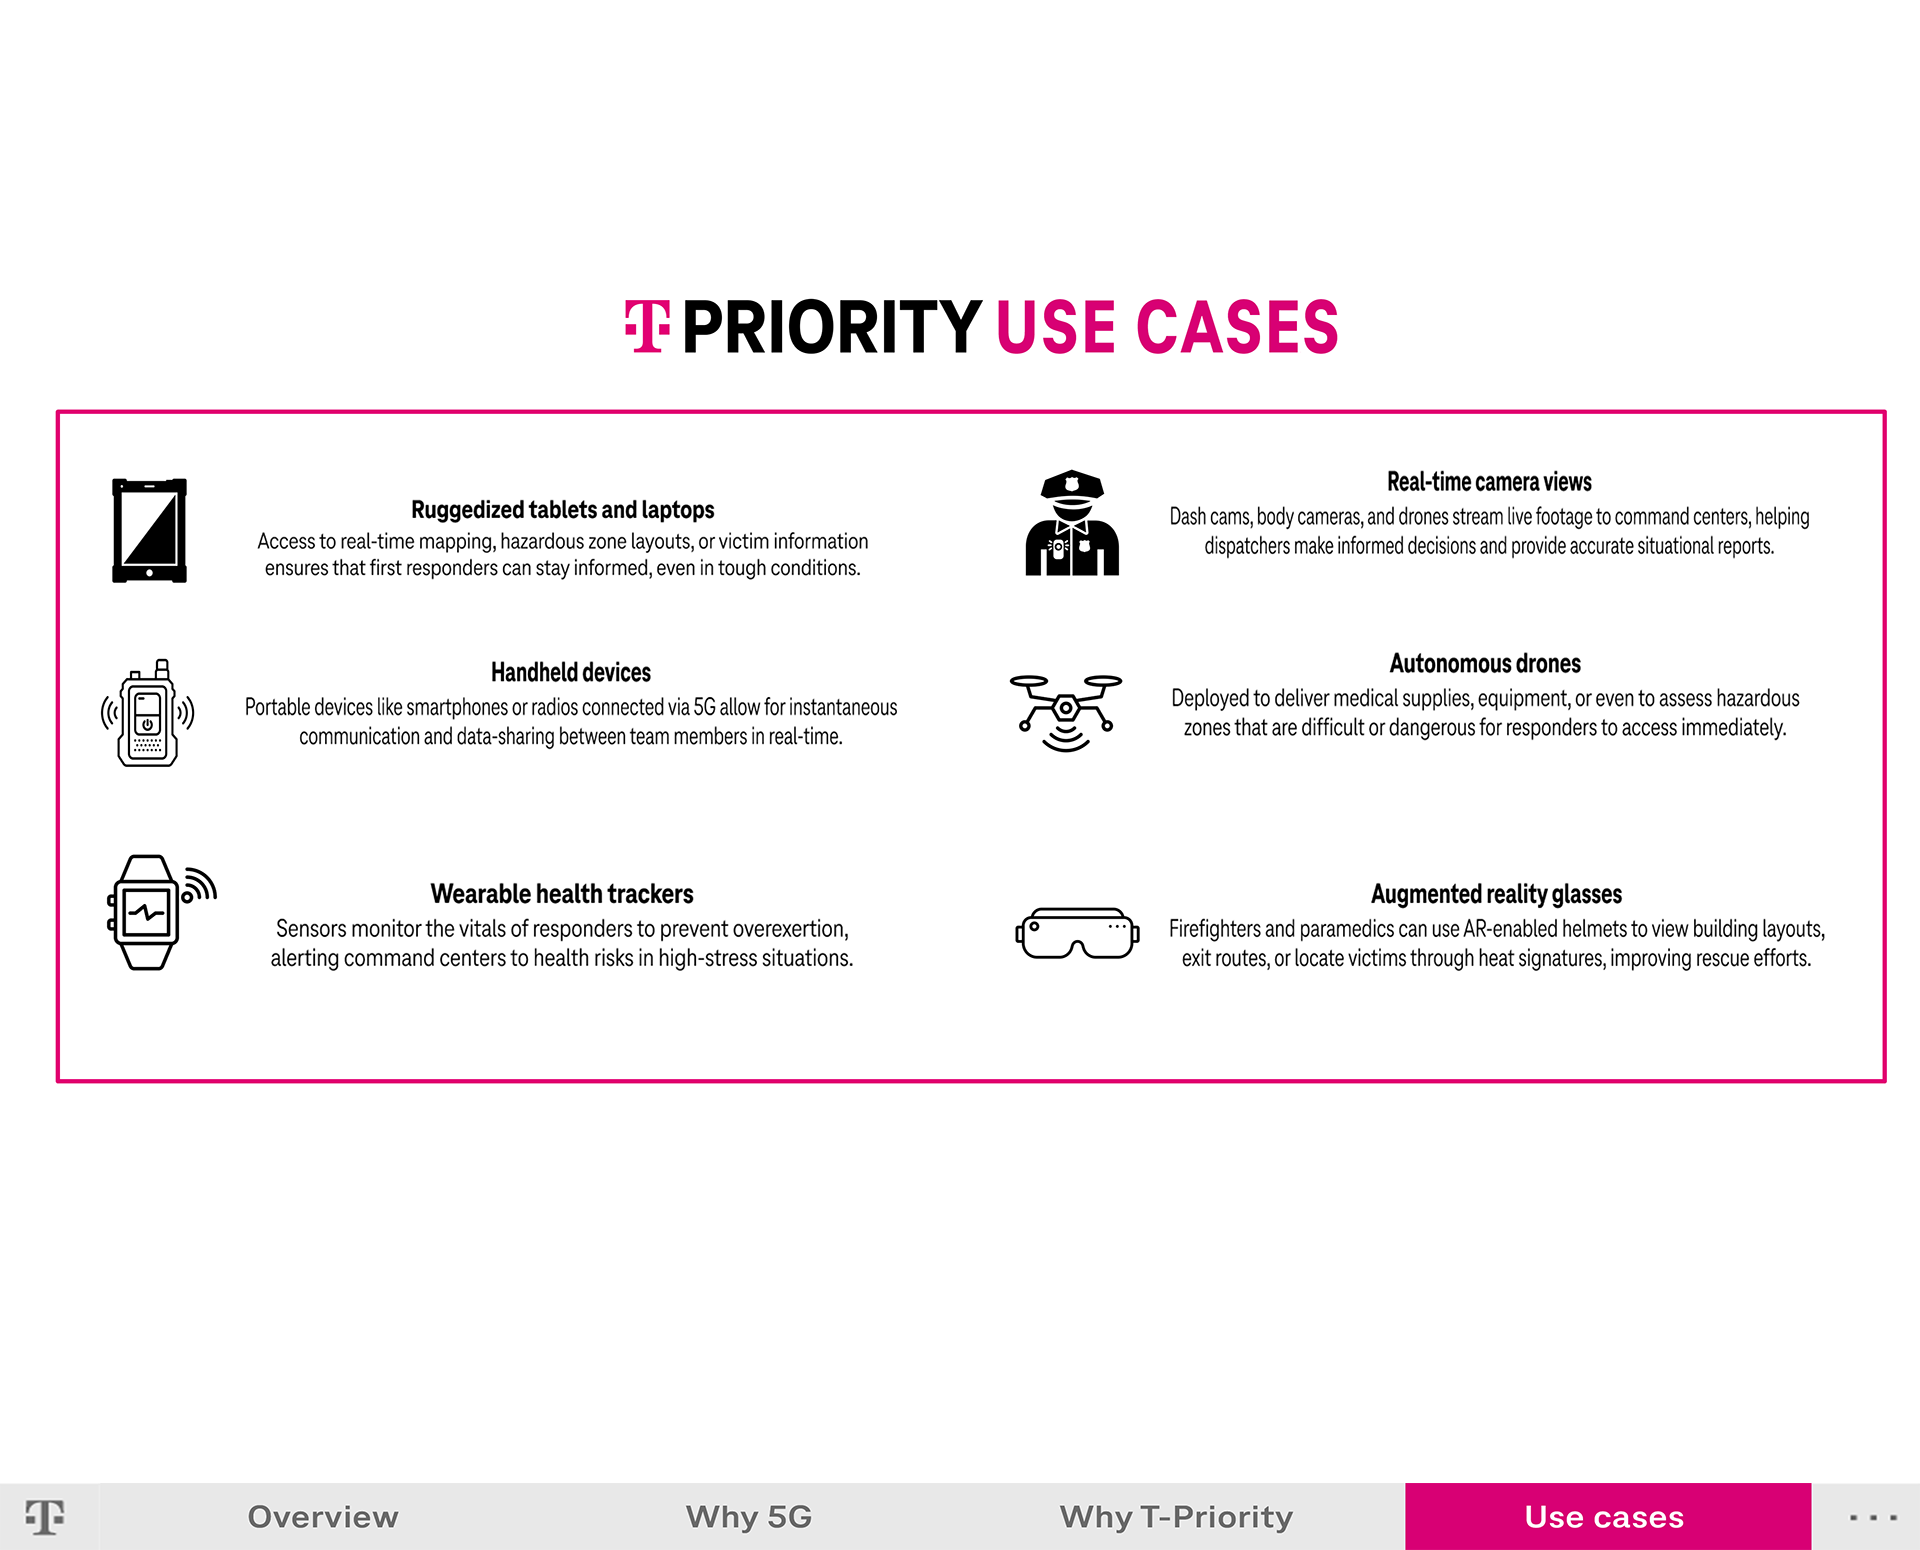 T PRIORITY USE CASES
Ruggedized tablets and laptops
Access to real-time mapping, hazardous zone layouts, or victim information
ensures that first responders can stay informed, even in tough conditions.
Handheld devices
Portable devices like smartphones or radios connected via 5G allow for instantaneous
communication and data-sharing between team members in real-time.
Wearable health trackers
Sensors monitor the vitals of responders to prevent overexertion,
alerting command centers to health risks in high-stress situations.
Real-time camera views
Dash cams, body cameras, and drones stream live footage to command centers, helping
dispatchers make informed decisions and provide accurate situational reports.
Autonomous drones
Deployed to deliver medical supplies, equipment, or even to assess hazardous
zones that are difficult or dangerous for responders to access immediately.
Augmented reality glasses
Firefighters and paramedics can use AR-enabled helmets to view building layouts,
exit routes, or locate victims through heat signatures, improving rescue efforts.
T Overview Why 5G Why T-Priority Use cases ...